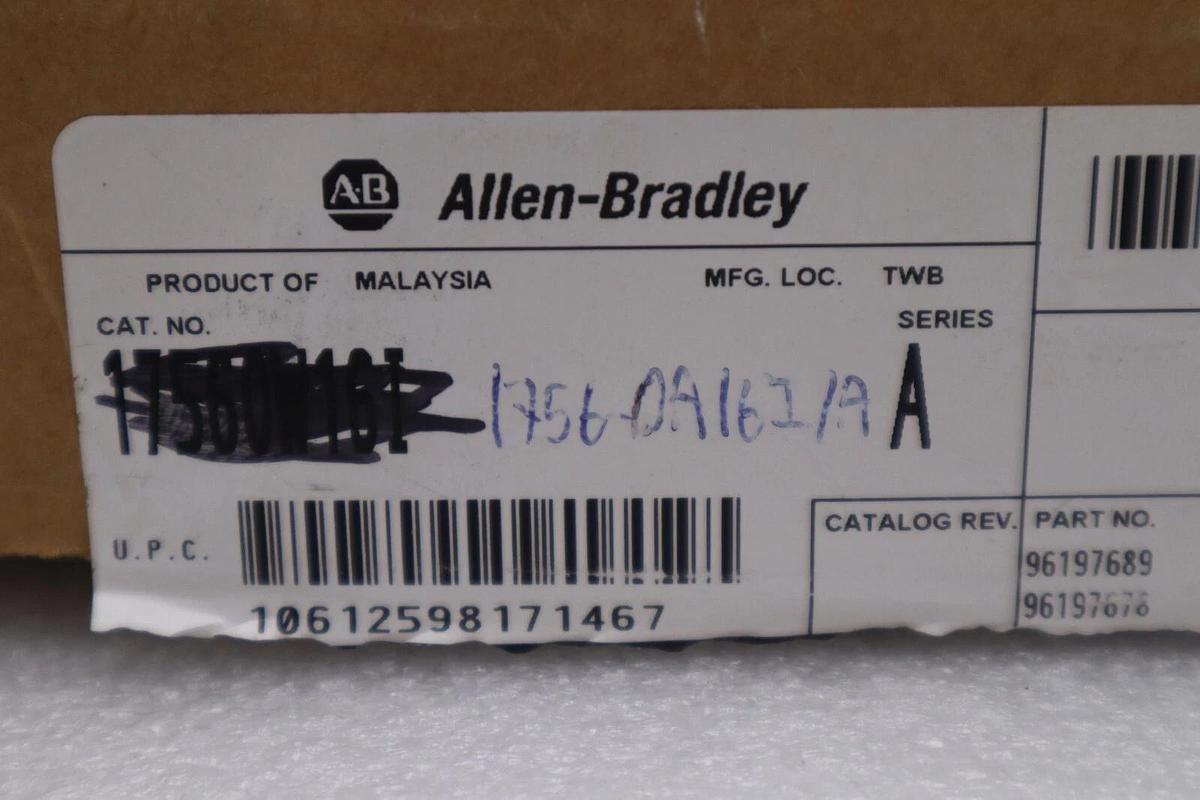 A·B Allen-Bradley
PRODUCT OF MALAYSIA MFG. LOC. TWB
CAT. NO. SERIES
1756-OA16I/A A
U.P.C.
10612598171467
CATALOG REV. PART NO.
96197689
96197676